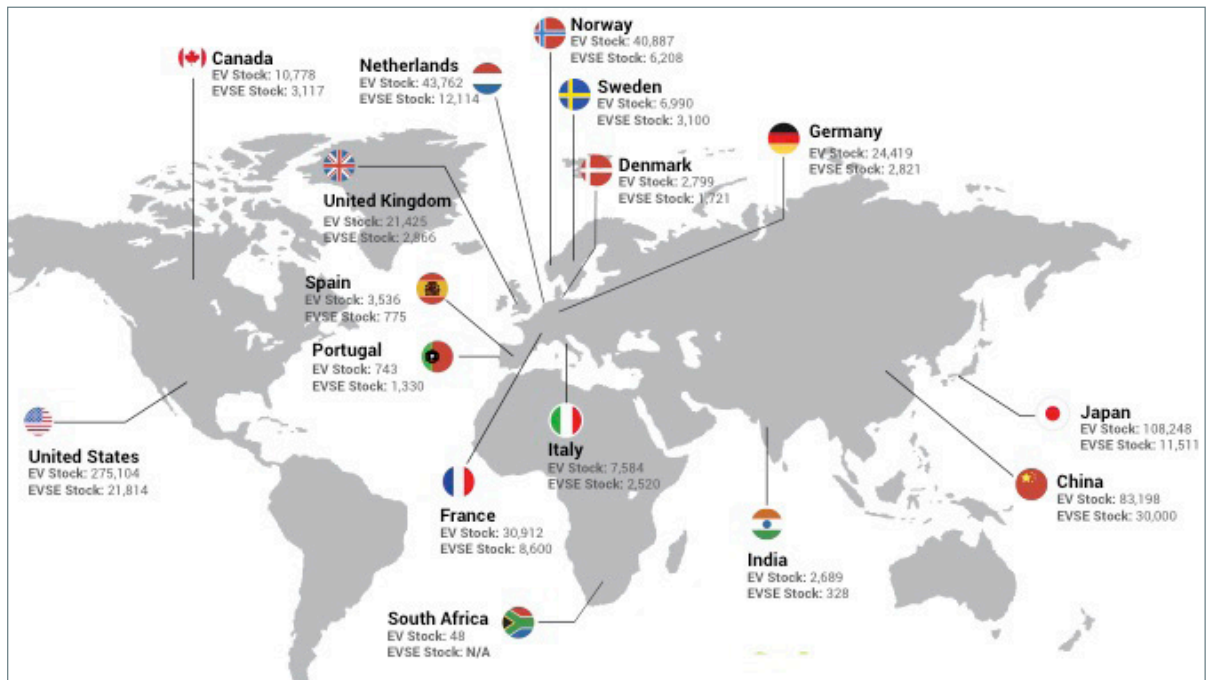 Norway
EV Stock: 40,887
EVSE Stock: 6,208
Canada
EV Stock: 10,778
EVSE Stock: 3,117
Netherlands
EV Stock: 43,762
EVSE Stock: 12,114
Sweden
EV Stock: 6,990
EVSE Stock: 3,100
Germany
EV Stock: 24,419
EVSE Stock: 2,821
Denmark
EV Stock: 2,799
EVSE Stock: 1,721
United Kingdom
EV Stock: 21,425
EVSE Stock: 2,866
Spain
EV Stock: 3,536
EVSE Stock: 775
Portugal
EV Stock: 743
EVSE Stock: 1,330
Japan
EV Stock: 108,248
EVSE Stock: 11,511
United States
EV Stock: 275,104
EVSE Stock: 21,814
Italy
EV Stock: 7,584
EVSE Stock: 2,520
China
EV Stock: 83,198
EVSE Stock: 30,000
France
EV Stock: 30,912
EVSE Stock: 8,600
India
EV Stock: 2,689
EVSE Stock: 328
South Africa
EV Stock: 48
EVSE Stock: N/A